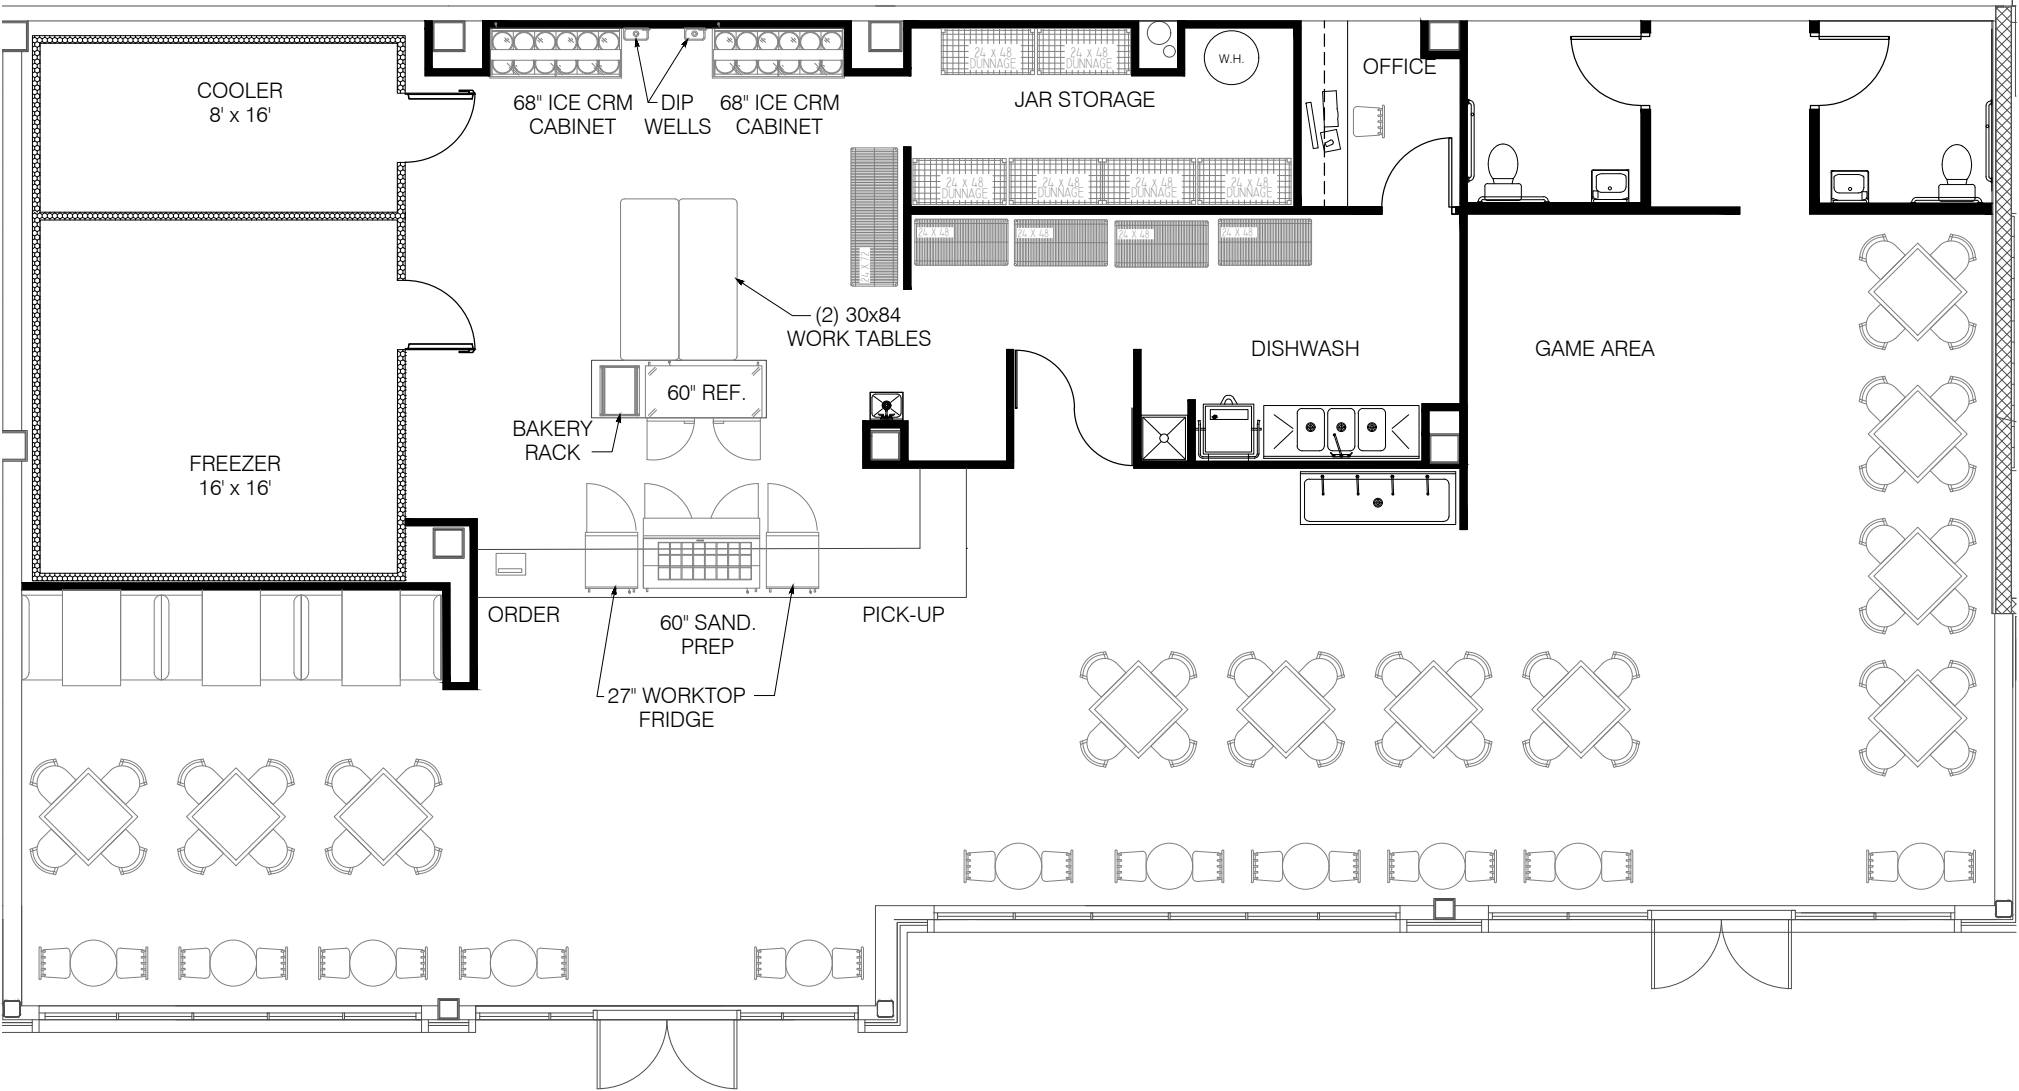 COOLER
8' x 16'
68" ICE CRM
CABINET
DIP
WELLS
68" ICE CRM
CABINET
24 X 48
DUNNAGE
24 X 48
DUNNAGE
JAR STORAGE
W.H.
OFFICE
24 X 48
DUNNAGE
24 X 48
DUNNAGE
24 X 48
DUNNAGE
24 X 48
DUNNAGE
24 X 72
24 X 48
24 X 48
24 X 48
24 X 48
(2) 30x84
WORK TABLES
DISHWASH
GAME AREA
60" REF.
BAKERY
RACK
FREEZER
16' x 16'
ORDER
60" SAND.
PREP
PICK-UP
27" WORKTOP
FRIDGE